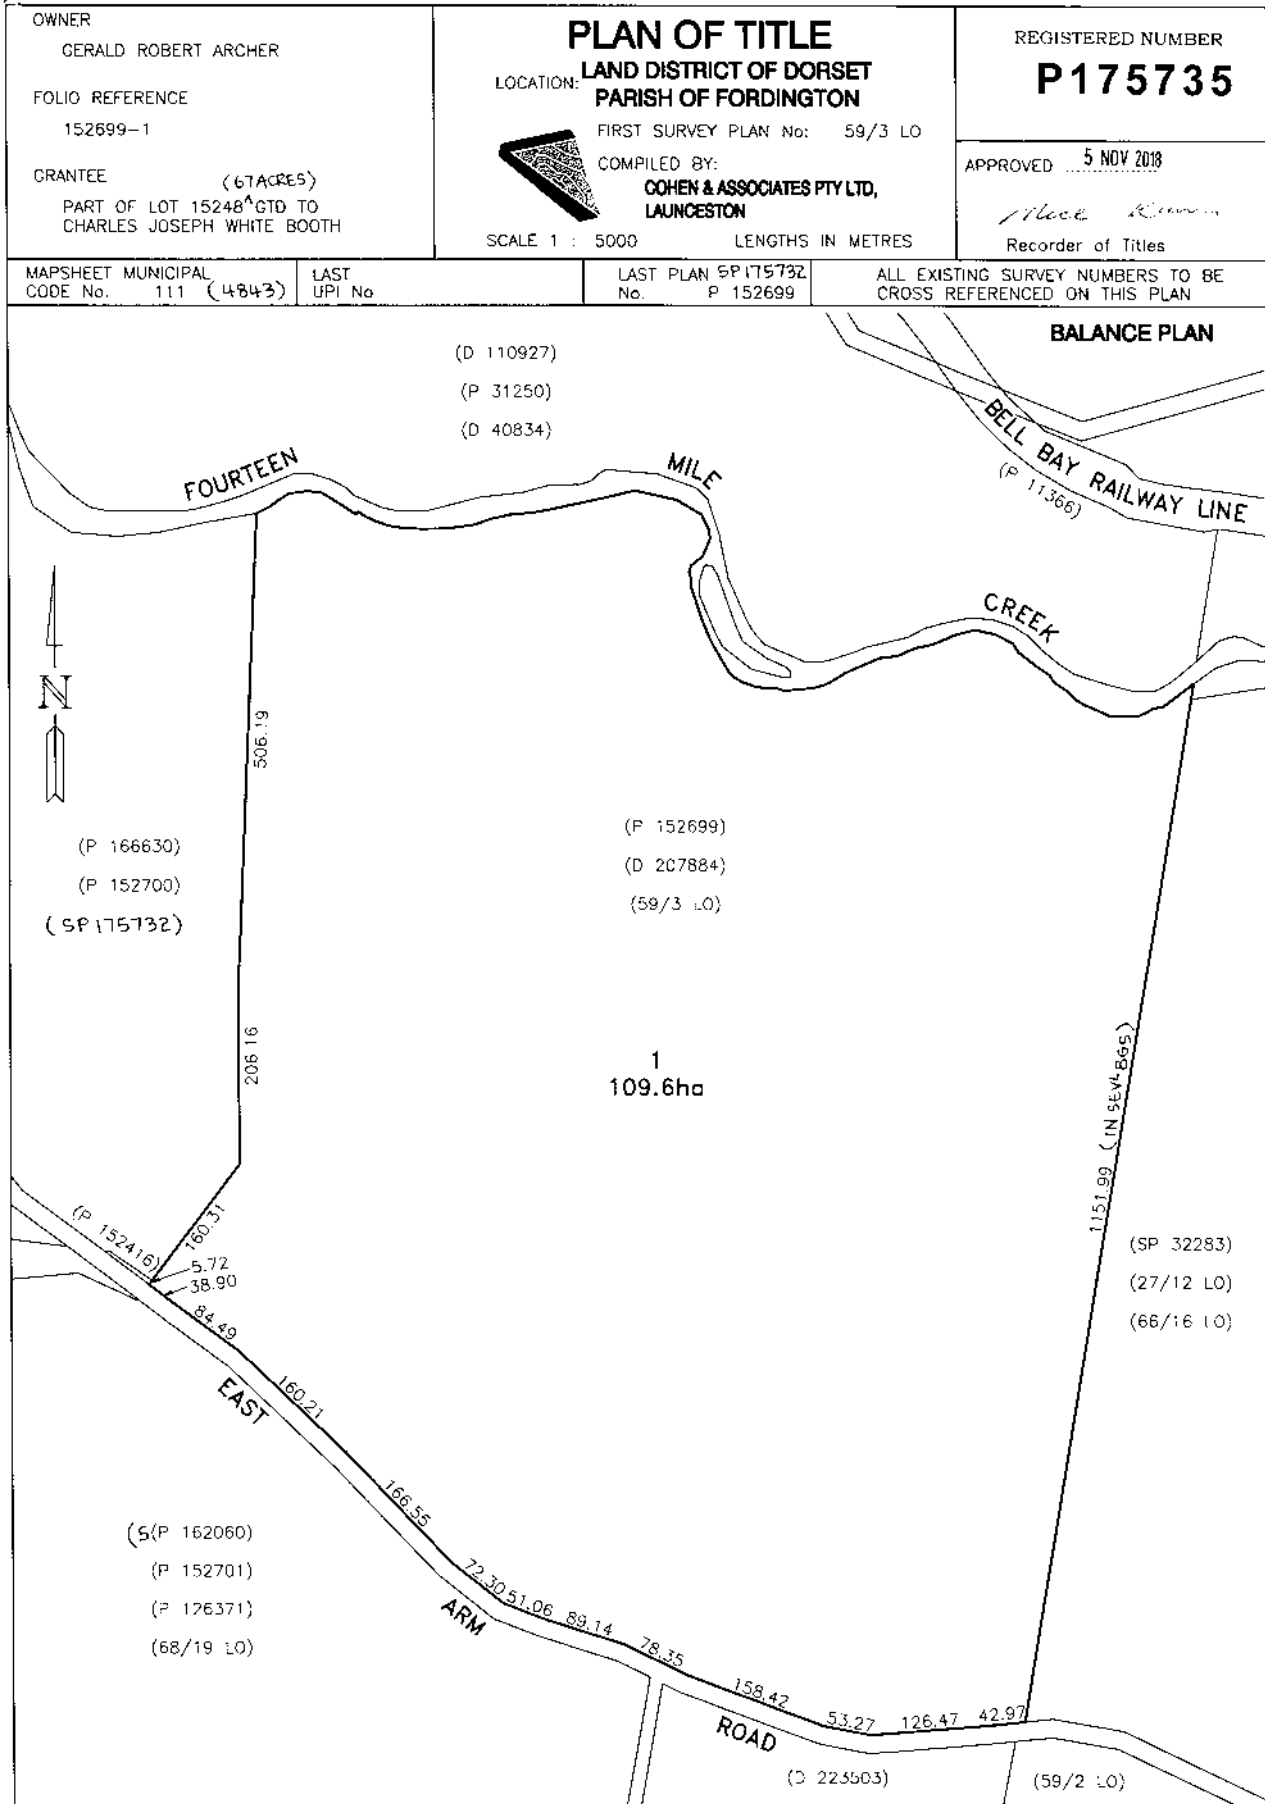 OWNER
GERALD ROBERT ARCHER
FOLIO REFERENCE
152699-1
GRANTEE (67 ACRES)
PART OF LOT 15248 ^ GTD TO
CHARLES JOSEPH WHITE BOOTH
PLAN OF TITLE
LOCATION: LAND DISTRICT OF DORSET
PARISH OF FORDINGTON
FIRST SURVEY PLAN No: 59/3 LO
COMPILED BY:
COHEN & ASSOCIATES PTY LTD,
LAUNCESTON
SCALE 1 : 5000 LENGTHS IN METRES
REGISTERED NUMBER
P175735
APPROVED 5 NOV 2018
Recorder of Titles
MAPSHEET MUNICIPAL
CODE No. 111 (4843)
LAST
UPI No
LAST PLAN SP175732
No. P 152699
ALL EXISTING SURVEY NUMBERS TO BE
CROSS REFERENCED ON THIS PLAN
BALANCE PLAN
(D 110927)
(P 31250)
(D 40834)
FOURTEEN
MILE
CREEK
BELL BAY RAILWAY LINE
(P 11366)
N
506.19
(P 166630)
(P 152700)
(SP175732)
(P 152699)
(D 207884)
(59/3 LO)
206.16
1
109.6ha
1151.99 (IN SEVL BGS)
160.31
(P 152416)
5.72
38.90
84.49
(SP 32283)
(27/12 LO)
(66/16 LO)
160.21
EAST
166.55
(S(P 162060)
(P 152701)
(P 126371)
(68/19 LO)
72.30
51.06
89.14
78.35
ARM
158.42
53.27
126.47
42.97
ROAD
(D 223503)
(59/2 LO)